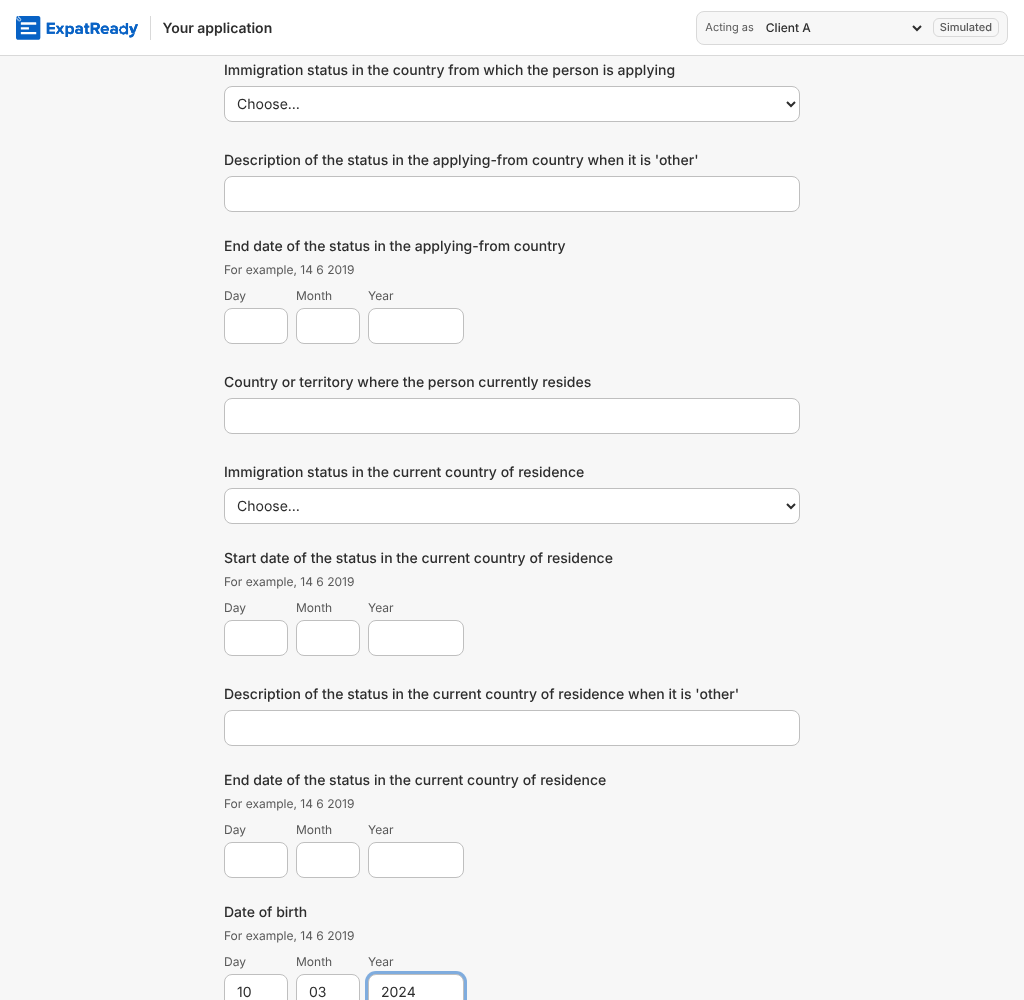 ExpatReady
Your application
Acting as Client A Simulated
Immigration status in the country from which the person is applying
Choose...
Description of the status in the applying-from country when it is 'other'
End date of the status in the applying-from country
For example, 14 6 2019
Day Month Year
Country or territory where the person currently resides
Immigration status in the current country of residence
Choose...
Start date of the status in the current country of residence
For example, 14 6 2019
Day Month Year
Description of the status in the current country of residence when it is 'other'
End date of the status in the current country of residence
For example, 14 6 2019
Day Month Year
Date of birth
For example, 14 6 2019
Day Month Year
10 03 2024